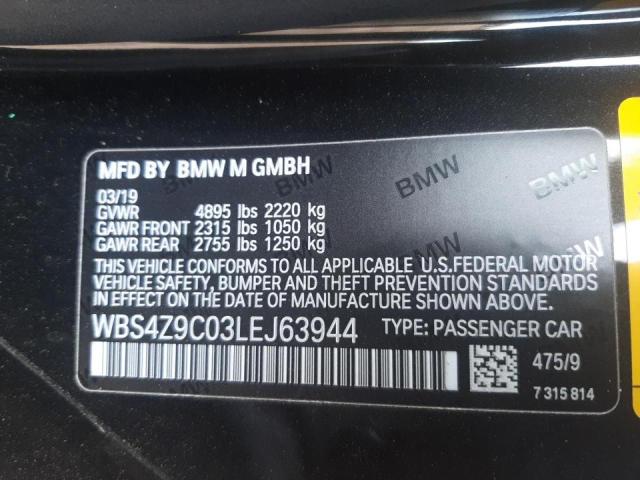 MFD BY BMW M GMBH
03/19
GVWR 4895 lbs 2220 kg
GAWR FRONT 2315 lbs 1050 kg
GAWR REAR 2755 lbs 1250 kg
THIS VEHICLE CONFORMS TO ALL APPLICABLE U.S.FEDERAL MOTOR
VEHICLE SAFETY, BUMPER AND THEFT PREVENTION STANDARDS IN
EFFECT ON THE DATE OF MANUFACTURE SHOWN ABOVE.
WBS4Z9C03LEJ63944 TYPE: PASSENGER CAR
475/9
7 315 814
BMW
BMW